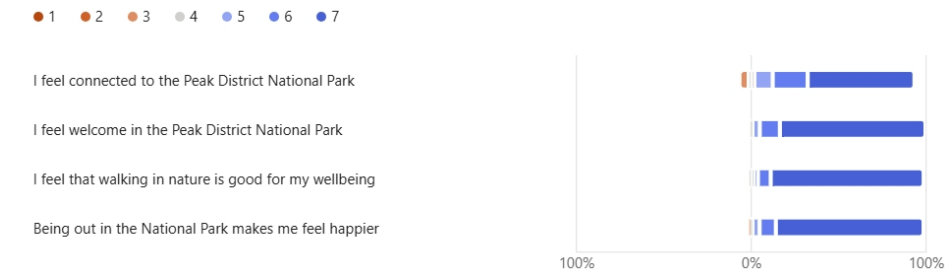 1 2 3 4 5 6 7
I feel connected to the Peak District National Park
I feel welcome in the Peak District National Park
I feel that walking in nature is good for my wellbeing
Being out in the National Park makes me feel happier
100% 0% 100%